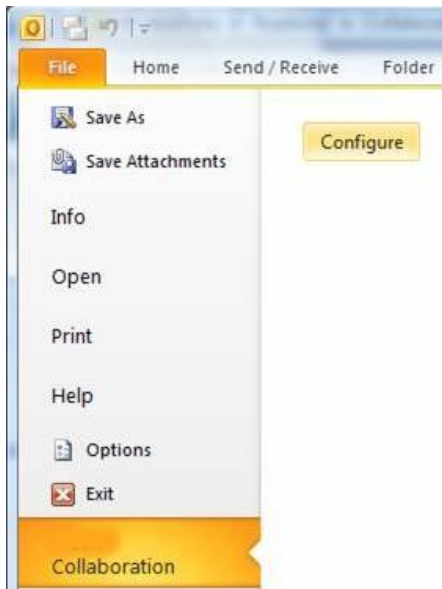 File Home Send / Receive Folder
Save As
Configure
Save Attachments
Info
Open
Print
Help
Options
Exit
Collaboration